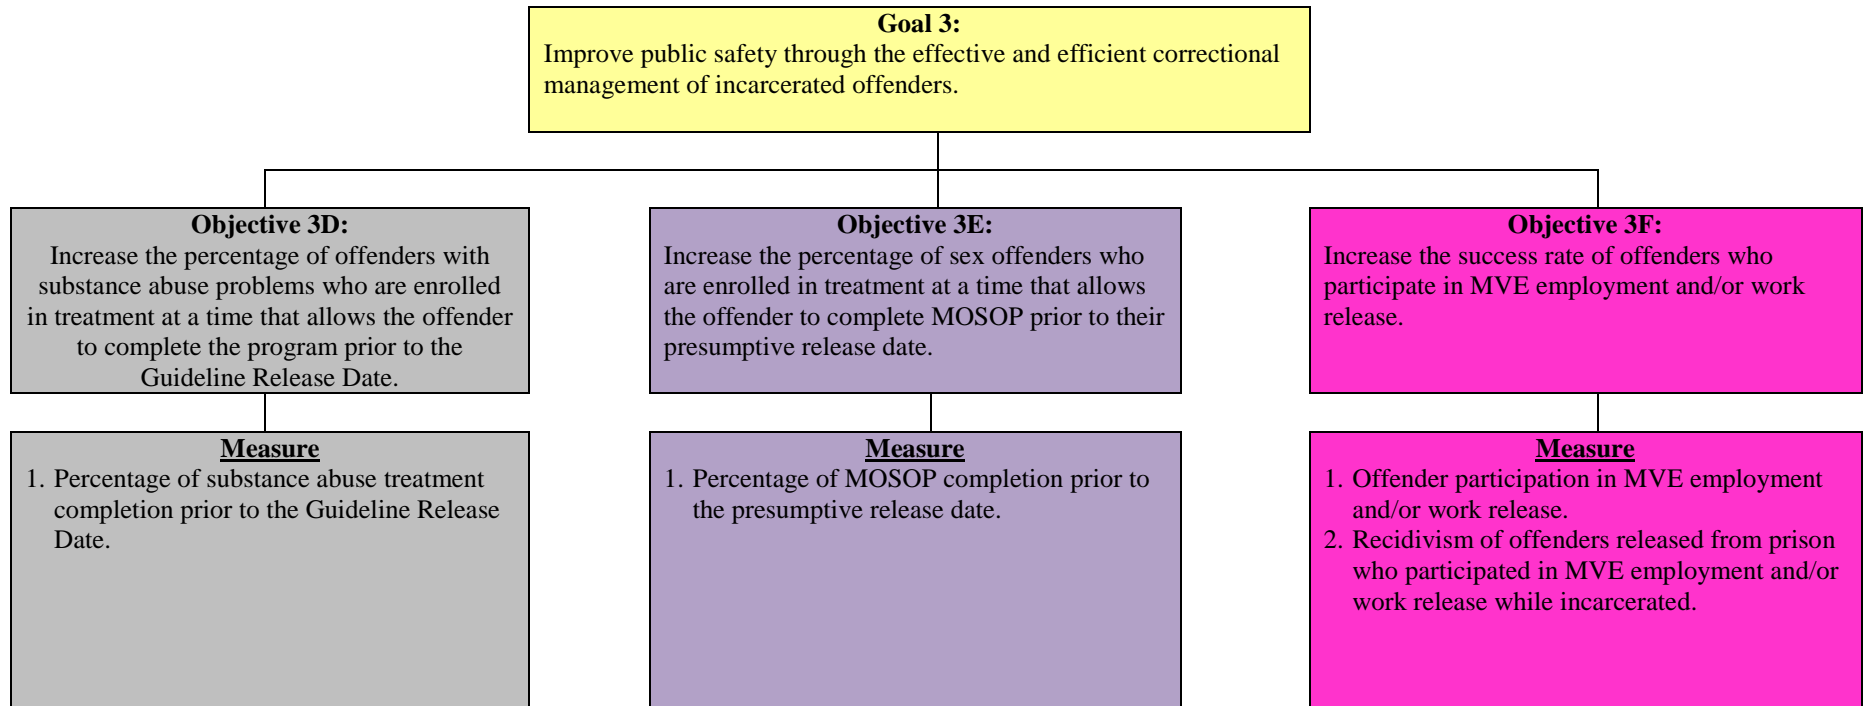 Goal 3:
Improve public safety through the effective and efficient correctional
management of incarcerated offenders.
Objective 3D:
Increase the percentage of offenders with
substance abuse problems who are enrolled
in treatment at a time that allows the offender
to complete the program prior to the
Guideline Release Date.
Objective 3E:
Increase the percentage of sex offenders who
are enrolled in treatment at a time that allows
the offender to complete MOSOP prior to their
presumptive release date.
Objective 3F:
Increase the success rate of offenders who
participate in MVE employment and/or work
release.
Measure
1. Percentage of substance abuse treatment
completion prior to the Guideline Release
Date.
Measure
1. Percentage of MOSOP completion prior to
the presumptive release date.
Measure
1. Offender participation in MVE employment
and/or work release.
2. Recidivism of offenders released from prison
who participated in MVE employment and/or
work release while incarcerated.